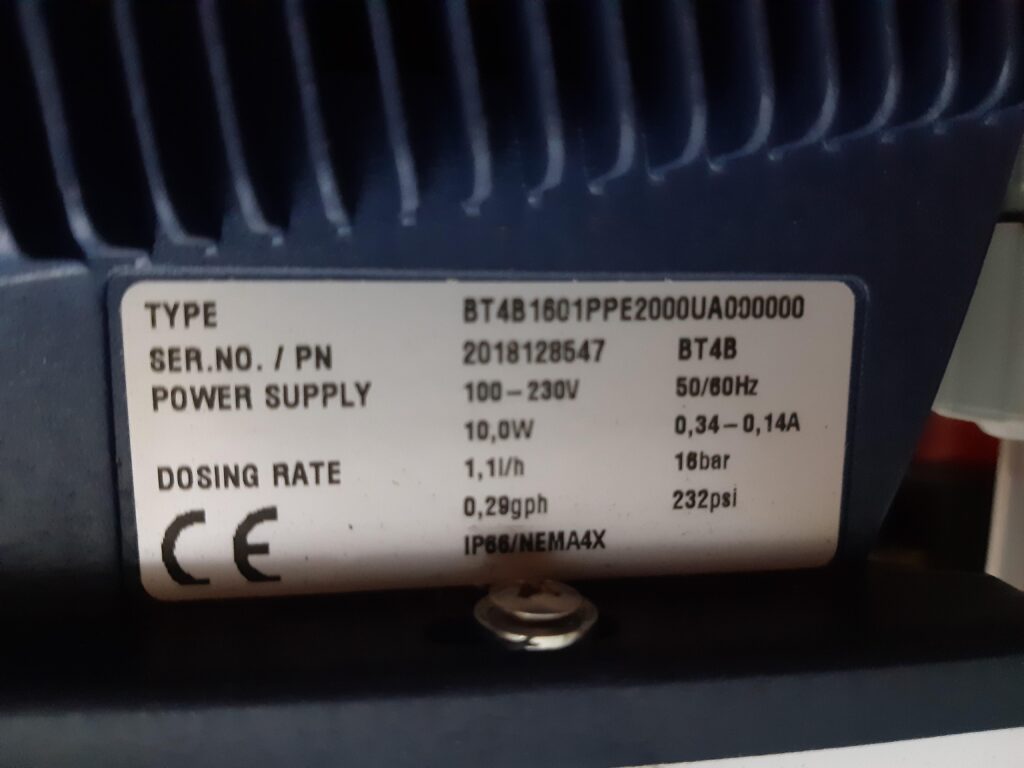 TYPE BT4B1601PPE2000UA000000
SER.NO. / PN 2018128547 BT4B
POWER SUPPLY 100–230V 50/60Hz
10,0W 0,34–0,14A
DOSING RATE 1,1l/h 16bar
0,29gph 232psi
CE IP66/NEMA4X